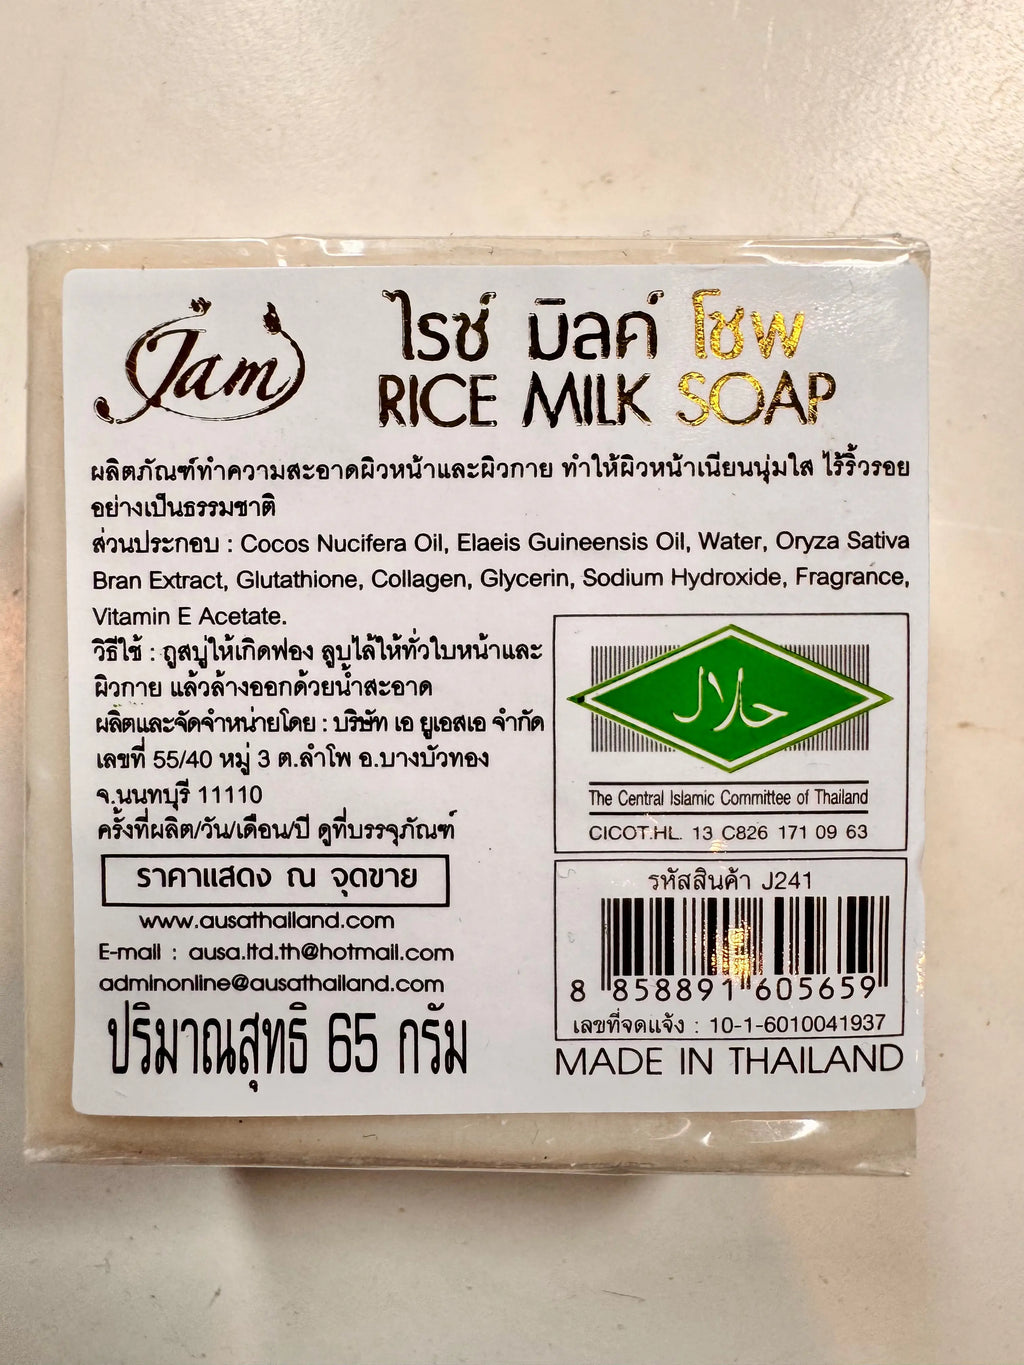 Jam
ไรซ์ มิลค์ โซพ
RICE MILK SOAP
ผลิตภัณฑ์ทำความสะอาดผิวหน้าและผิวกาย ทำให้ผิวหน้าเนียนนุ่มใส ไร้ริ้วรอย
อย่างเป็นธรรมชาติ
ส่วนประกอบ : Cocos Nucifera Oil, Elaeis Guineensis Oil, Water, Oryza Sativa
Bran Extract, Glutathione, Collagen, Glycerin, Sodium Hydroxide, Fragrance,
Vitamin E Acetate.
วิธีใช้ : ถูสบู่ให้เกิดฟอง ลูบไล้ให้ทั่วใบหน้าและ
ผิวกาย แล้วล้างออกด้วยน้ำสะอาด
ผลิตและจัดจำหน่ายโดย : บริษัท เอ ยูเอสเอ จำกัด
เลขที่ 55/40 หมู่ 3 ต.ลำโพ อ.บางบัวทอง
จ.นนทบุรี 11110
ครั้งที่ผลิต/วัน/เดือน/ปี ดูที่บรรจุภัณฑ์
ราคาแสดง ณ จุดขาย
www.ausathailand.com
E-mail : ausa.ltd.th@hotmail.com
adminonline@ausathailand.com
ปริมาณสุทธิ 65 กรัม
حلال
The Central Islamic Committee of Thailand
CICOT.HL. 13 C826 171 09 63
รหัสสินค้า J241
8 858891 605659
เลขที่จดแจ้ง : 10-1-6010041937
MADE IN THAILAND